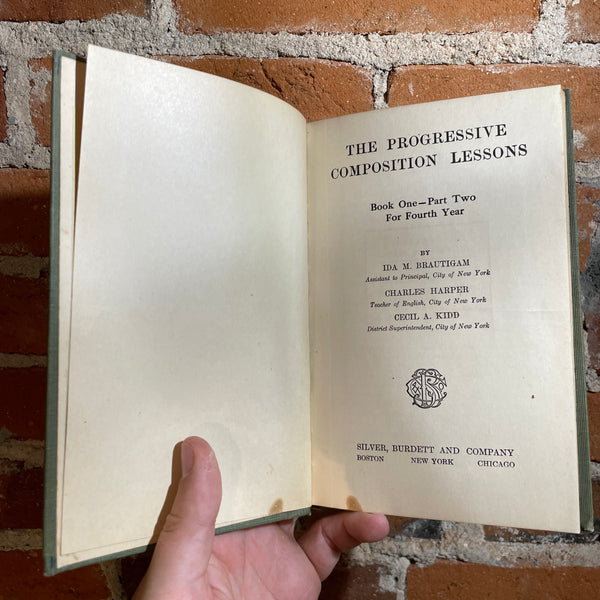 THE PROGRESSIVE
COMPOSITION LESSONS
Book One—Part Two
For Fourth Year
BY
IDA M. BRAUTIGAM
Assistant to Principal, City of New York
CHARLES HARPER
Teacher of English, City of New York
CECIL A. KIDD
District Superintendent, City of New York
SILVER, BURDETT AND COMPANY
BOSTON NEW YORK CHICAGO